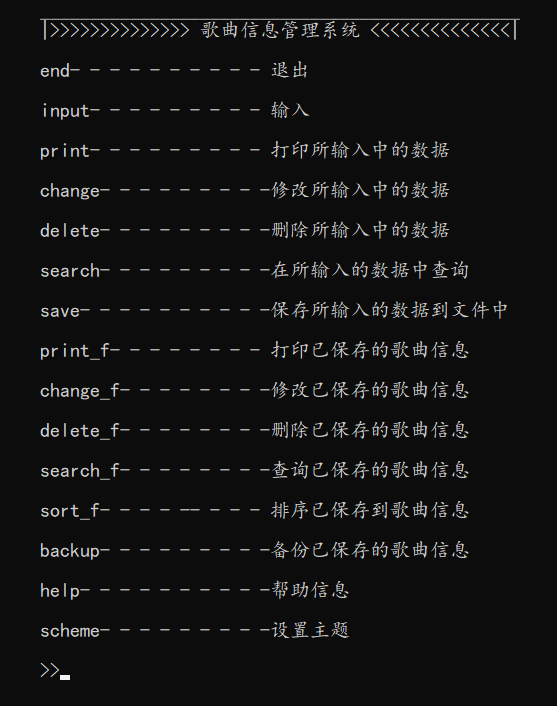 |>>>>>>>>>>>>>> 歌曲信息管理系统 <<<<<<<<<<<<<<|
end- - - - - - - - - - 退出
input- - - - - - - - - 输入
print- - - - - - - - - 打印所输入中的数据
change- - - - - - - - -修改所输入中的数据
delete- - - - - - - - -删除所输入中的数据
search- - - - - - - - -在所输入的数据中查询
save- - - - - - - - - -保存所输入的数据到文件中
print_f- - - - - - - - 打印已保存的歌曲信息
change_f- - - - - - - -修改已保存的歌曲信息
delete_f- - - - - - - -删除已保存的歌曲信息
search_f- - - - - - - -查询已保存的歌曲信息
sort_f- - - - -- - - - 排序已保存到歌曲信息
backup- - - - - - - - -备份已保存的歌曲信息
help- - - - - - - - - -帮助信息
scheme- - - - - - - - -设置主题
>>